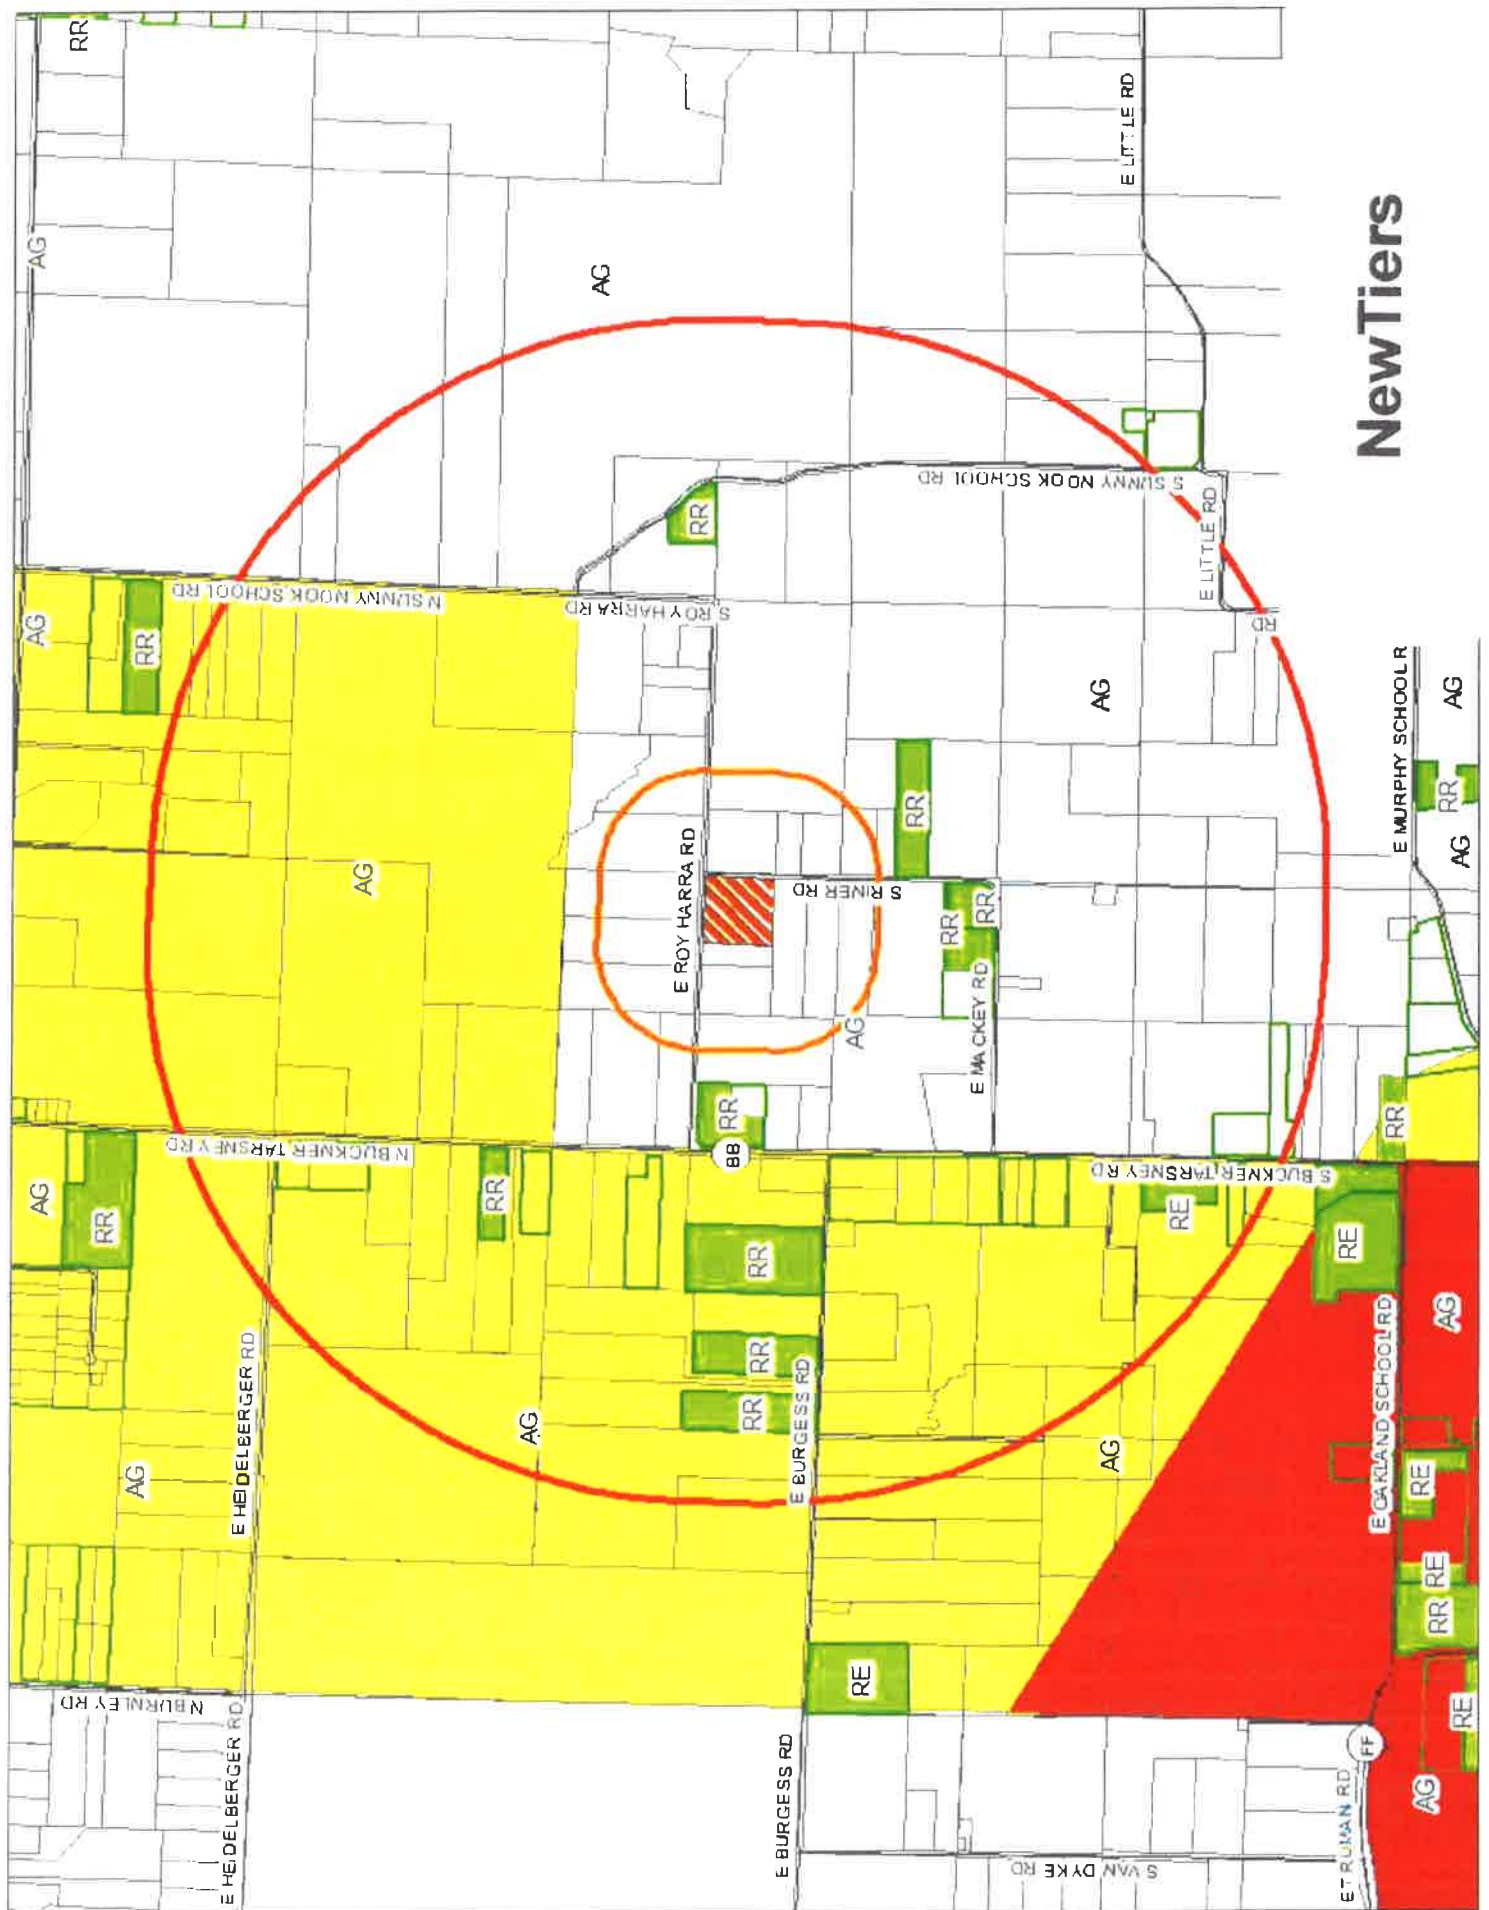 RR
AG
E LITTLE RD
AG
NewTiers
S SUNNY NOOK SCHOOL RD
RR
E LITTLE RD
N SUNNY NOOK SCHOOL RD
S ROY HARRA RD
RD
AG
RR
AG
E MURPHY SCHOOL R
AG
RR
AG
AG
E ROY HARRA RD
S RINER RD
RR
RR
RR
E MACKEY RD
AG
RR
BB
RR
N BUCKNER TARSNEY RD
S BUCKNER TARSNEY RD
AG
RR
RR
RE
RE
RR
RR
RR
E BURGESS RD
AG
E OAKLAND SCHOOL RD
AG
E HEIDELBERGER RD
AG
AG
RE
RE
RR
RE
N BURNLEY RD
E HEIDELBERGER RD
E BURGESS RD
S VAN DYKE RD
E TRUMAN RD
FF
AG
RE